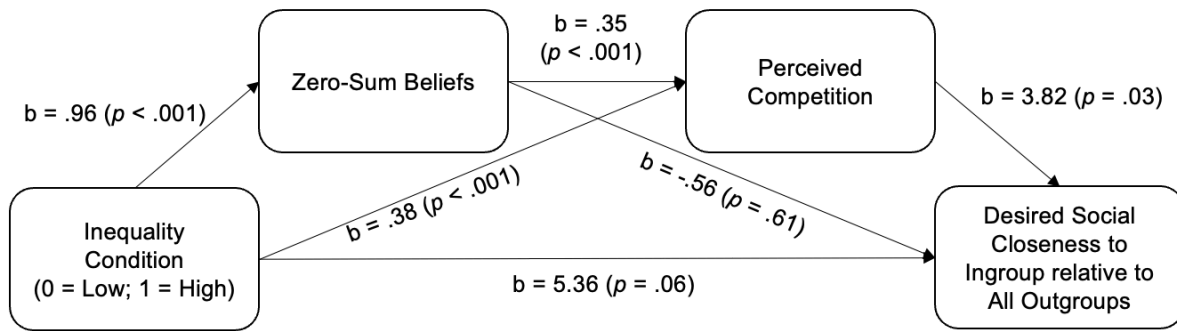 b = .35
(p < .001)
Zero-Sum Beliefs
Perceived
Competition
b = .96 (p < .001)
b = 3.82 (p = .03)
b = .38 (p < .001)
b = -.56 (p = .61)
Inequality
Condition
(0 = Low; 1 = High)
b = 5.36 (p = .06)
Desired Social
Closeness to
Ingroup relative to
All Outgroups